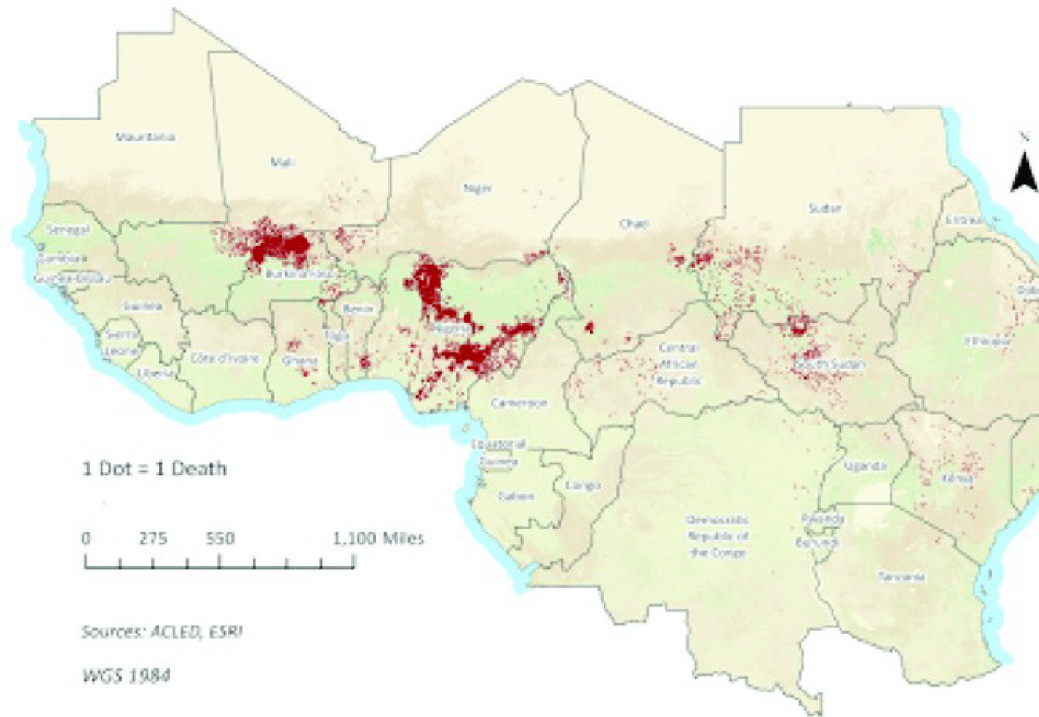 Mauritania
Mali
Niger
Chad
Sudan
Eritrea
Senegal
Gambia
Guinea-Bissau
Burkina Faso
Guinea
Benin
Nigeria
Togo
Sierra
Leone
Côte d'Ivoire
Ghana
Liberia
Ethiopia
Central
African
Republic
South Sudan
Cameroon
Equatorial
Guinea
Gabon
Congo
Uganda
Kenya
Democratic
Republic of
the Congo
Rwanda
Burundi
Tanzania
N
1 Dot = 1 Death
0 275 550 1,100 Miles
Sources: ACLED, ESRI
WGS 1984